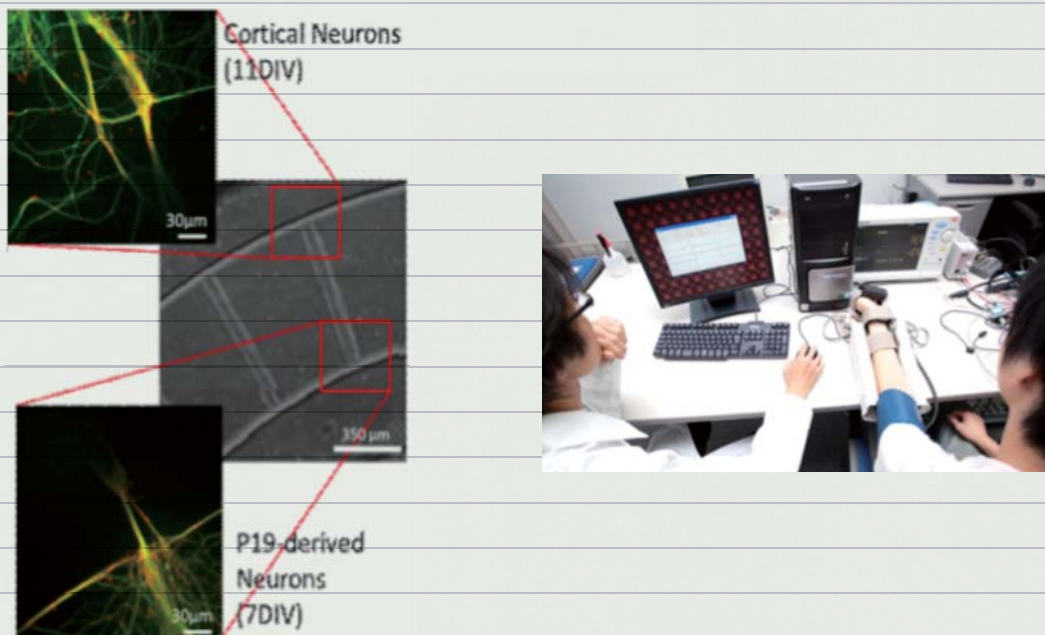 Cortical Neurons
(11DIV)
30µm
350 µm
P19-derived
Neurons
(7DIV)
30µm